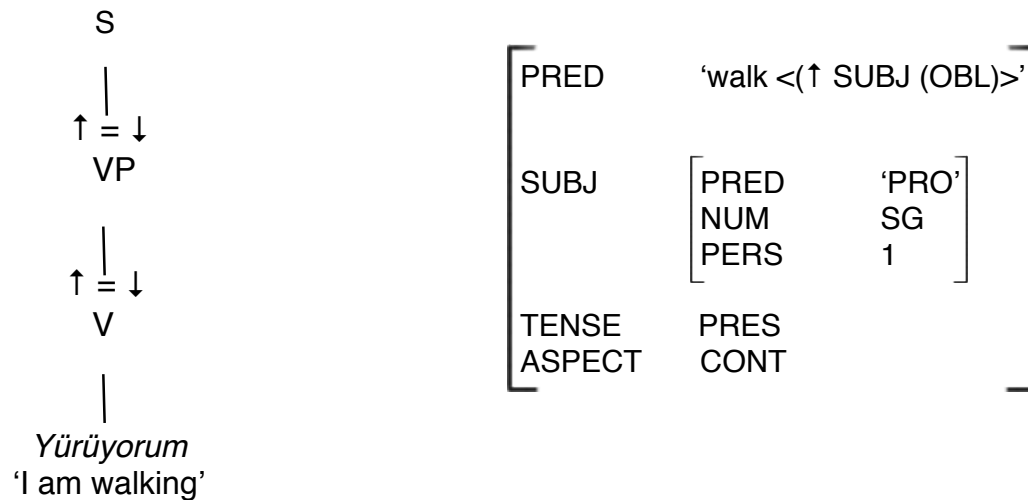 S
↑ = ↓
VP
↑ = ↓
V
Yürüyorum
‘I am walking’
PRED ‘walk <(↑ SUBJ (OBL)>’
SUBJ PRED ‘PRO’
NUM SG
PERS 1
TENSE PRES
ASPECT CONT